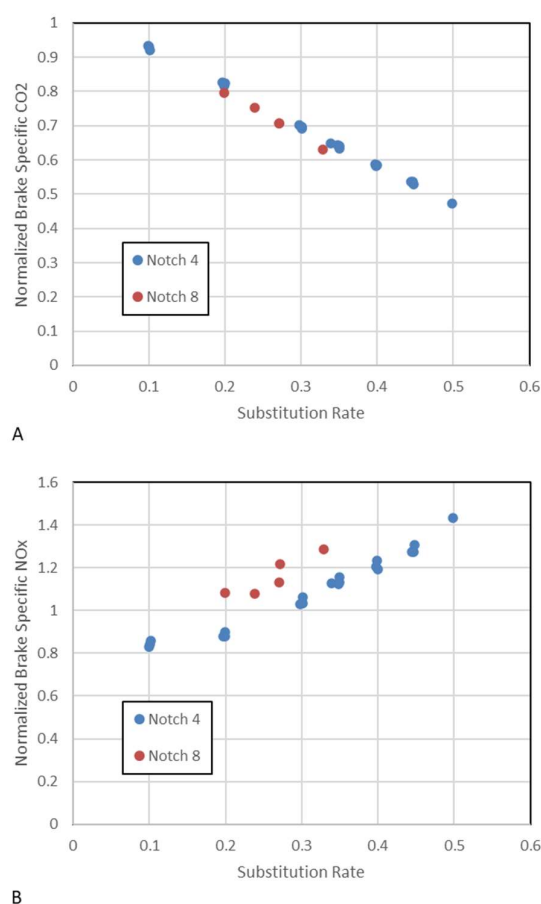 1
0.9
0.8
0.7
0.6
0.5
0.4
0.3
0.2
0.1
0
Normalized Brake Specific CO2
Notch 4
Notch 8
0 0.1 0.2 0.3 0.4 0.5 0.6
Substitution Rate
A
1.6
1.4
1.2
1
0.8
0.6
0.4
0.2
0
Normalized Brake Specific NOx
Notch 4
Notch 8
0 0.1 0.2 0.3 0.4 0.5 0.6
Substitution Rate
B